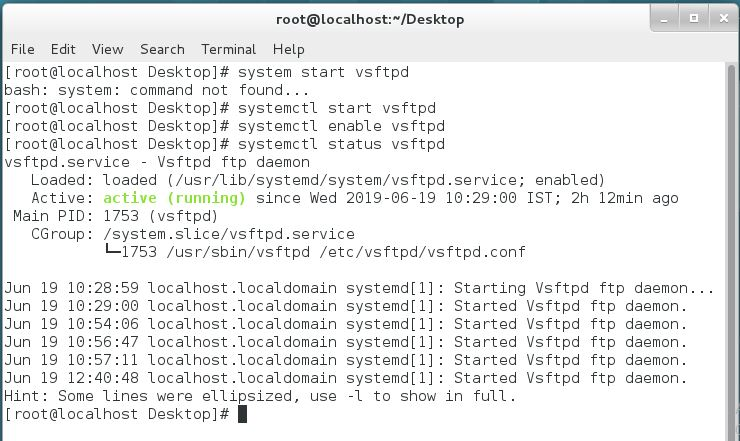 root@localhost:~/Desktop
File Edit View Search Terminal Help
[root@localhost Desktop]# system start vsftpd
bash: system: command not found...
[root@localhost Desktop]# systemctl start vsftpd
[root@localhost Desktop]# systemctl enable vsftpd
[root@localhost Desktop]# systemctl status vsftpd
vsftpd.service - Vsftpd ftp daemon
   Loaded: loaded (/usr/lib/systemd/system/vsftpd.service; enabled)
   Active: active (running) since Wed 2019-06-19 10:29:00 IST; 2h 12min ago
 Main PID: 1753 (vsftpd)
   CGroup: /system.slice/vsftpd.service
           └─1753 /usr/sbin/vsftpd /etc/vsftpd/vsftpd.conf

Jun 19 10:28:59 localhost.localdomain systemd[1]: Starting Vsftpd ftp daemon...
Jun 19 10:29:00 localhost.localdomain systemd[1]: Started Vsftpd ftp daemon.
Jun 19 10:54:06 localhost.localdomain systemd[1]: Started Vsftpd ftp daemon.
Jun 19 10:56:47 localhost.localdomain systemd[1]: Started Vsftpd ftp daemon.
Jun 19 10:57:11 localhost.localdomain systemd[1]: Started Vsftpd ftp daemon.
Jun 19 12:40:48 localhost.localdomain systemd[1]: Started Vsftpd ftp daemon.
Hint: Some lines were ellipsized, use -l to show in full.
[root@localhost Desktop]#